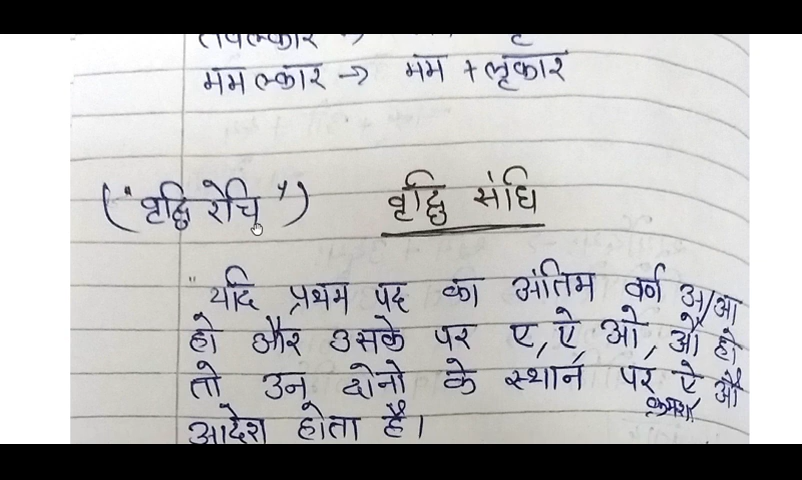 ममल्कार → मम + लृकार
("वृद्धि रेचि") वृद्धि संधि
"यदि प्रथम पद का अंतिम वर्ण अ/आ
हो और उसके पर ए, ऐ, ओ, औ हो
तो उन दोनो के स्थान पर ऐ, औ
क्रमश
आदेश होता है।